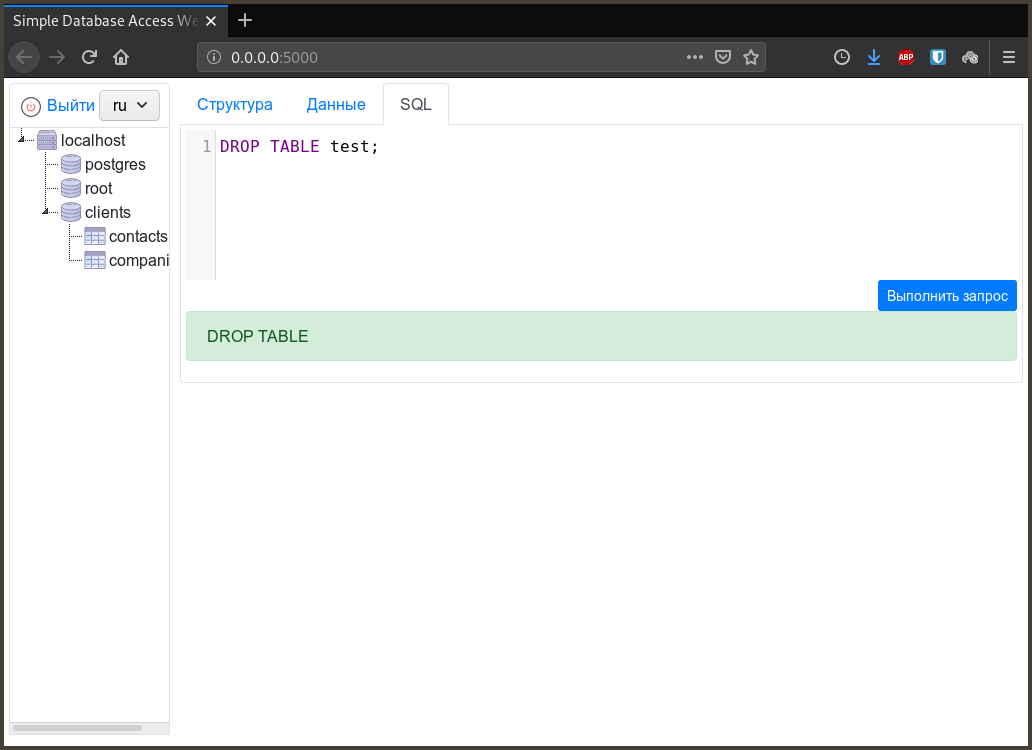 Simple Database Access We
0.0.0.0:5000
ABP
Выйти
ru
localhost
postgres
root
clients
contacts
compani
Структура
Данные
SQL
1
DROP TABLE test;
Выполнить запрос
DROP TABLE